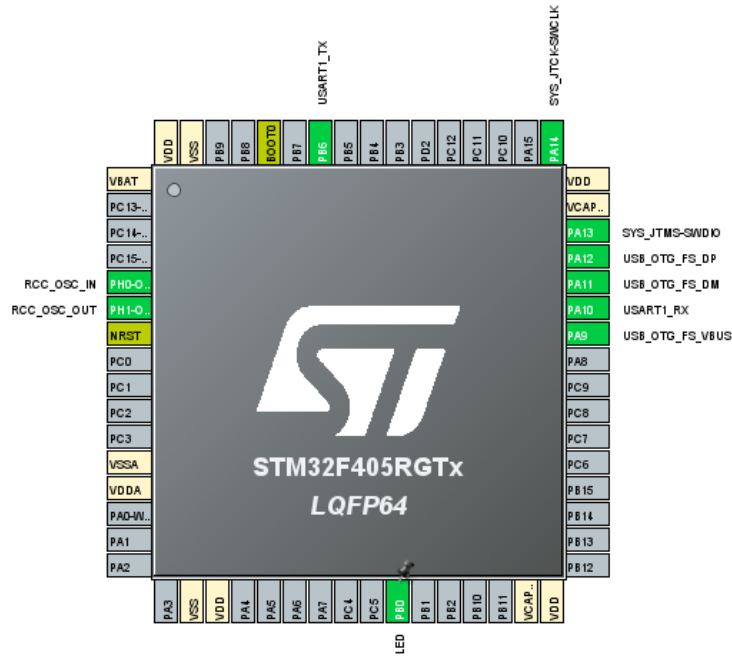 USART1_TX
SYS_JTCK-SWCLK
VDD
VSS
PB9
PB8
BOOT0
PB7
PB6
PB5
PB4
PB3
PD2
PC12
PC11
PC10
PA15
PA14
VBAT
PC13-..
PC14-..
PC15-..
RCC_OSC_IN PH0-O..
RCC_OSC_OUT PH1-O..
NRST
PC0
PC1
PC2
PC3
VSSA
VDDA
PA0-W..
PA1
PA2
VDD
VCAP..
PA13 SYS_JTMS-SWDIO
PA12 USB_OTG_FS_DP
PA11 USB_OTG_FS_DM
PA10 USART1_RX
PA9 USB_OTG_FS_VBUS
PA8
PC9
PC8
PC7
PC6
PB15
PB14
PB13
PB12
ST
STM32F405RGTx
LQFP64
PA3
VSS
VDD
PA4
PA5
PA6
PA7
PC4
PC5
PB0
PB1
PB2
PB10
PB11
VCAP..
VDD
LED